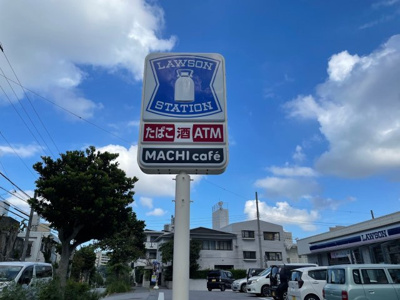 LAWSON
STATION
たばこ 酒 ATM
MACHI café
LAWSON